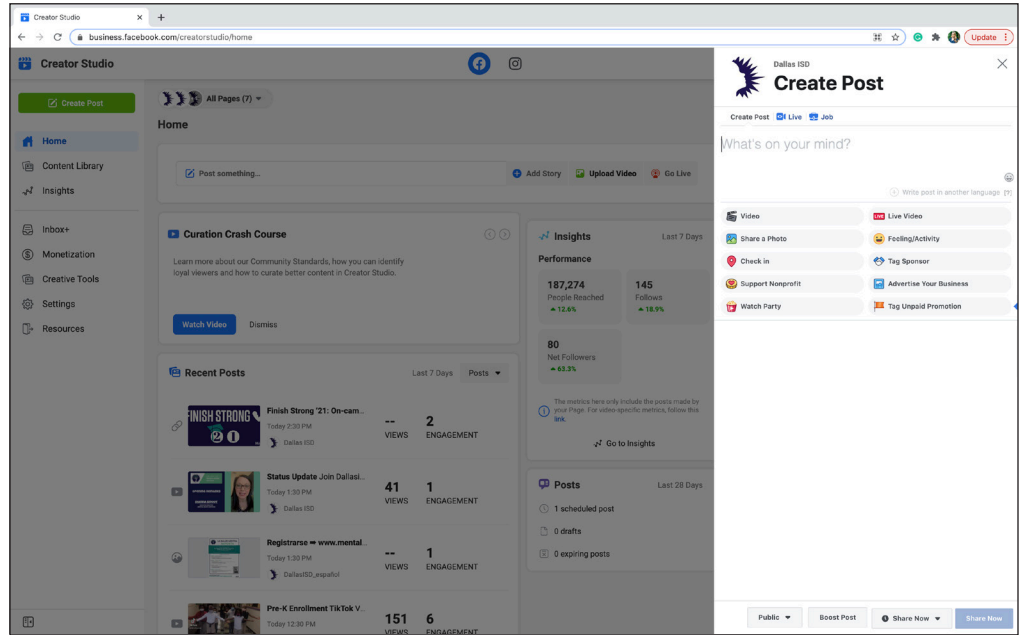 Creator Studio
business.facebook.com/creatorstudio/home
Update
Creator Studio
Create Post
Home
Content Library
Insights
Inbox+
Monetization
Creative Tools
Settings
Resources
All Pages (7)
Home
Post something...
Add Story
Upload Video
Go Live
Curation Crash Course
Learn more about our Community Standards, how you can identify
loyal viewers and how to curate better content in Creator Studio.
Watch Video
Dismiss
Recent Posts
Last 7 Days
Posts
FINISH STRONG
21
Finish Strong '21: On-cam...
Today 2:30 PM
Dallas ISD
--
VIEWS
2
ENGAGEMENT
Status Update Join Dallasi...
Today 1:30 PM
Dallas ISD
41
VIEWS
1
ENGAGEMENT
Registrarse ➡ www.mental...
Today 1:30 PM
DallasISD_español
--
VIEWS
1
ENGAGEMENT
Pre-K Enrollment TikTok V...
Today 12:30 PM
151
VIEWS
6
ENGAGEMENT
Insights
Last 7 Days
Performance
187,274
People Reached
12.6%
145
Follows
18.9%
80
Net Followers
63.3%
The metrics here only include the posts made by
your Page. For video-specific metrics, follow this
link.
Go to Insights
Posts
Last 28 Days
1 scheduled post
0 drafts
0 expiring posts
Dallas ISD
Create Post
Create Post
Live
Job
What's on your mind?
Write post in another language [?]
Video
LIVE
Live Video
Share a Photo
Feeling/Activity
Check in
Tag Sponsor
Support Nonprofit
Advertise Your Business
Watch Party
Tag Unpaid Promotion
Public
Boost Post
Share Now
Share Now